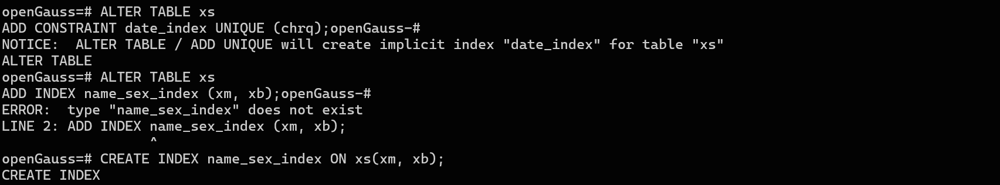 openGauss=# ALTER TABLE xs
ADD CONSTRAINT date_index UNIQUE (chrq);openGauss-#
NOTICE:  ALTER TABLE / ADD UNIQUE will create implicit index "date_index" for table "xs"
ALTER TABLE
openGauss=# ALTER TABLE xs
ADD INDEX name_sex_index (xm, xb);openGauss-#
ERROR:  type "name_sex_index" does not exist
LINE 2: ADD INDEX name_sex_index (xm, xb);
                  ^
openGauss=# CREATE INDEX name_sex_index ON xs(xm, xb);
CREATE INDEX